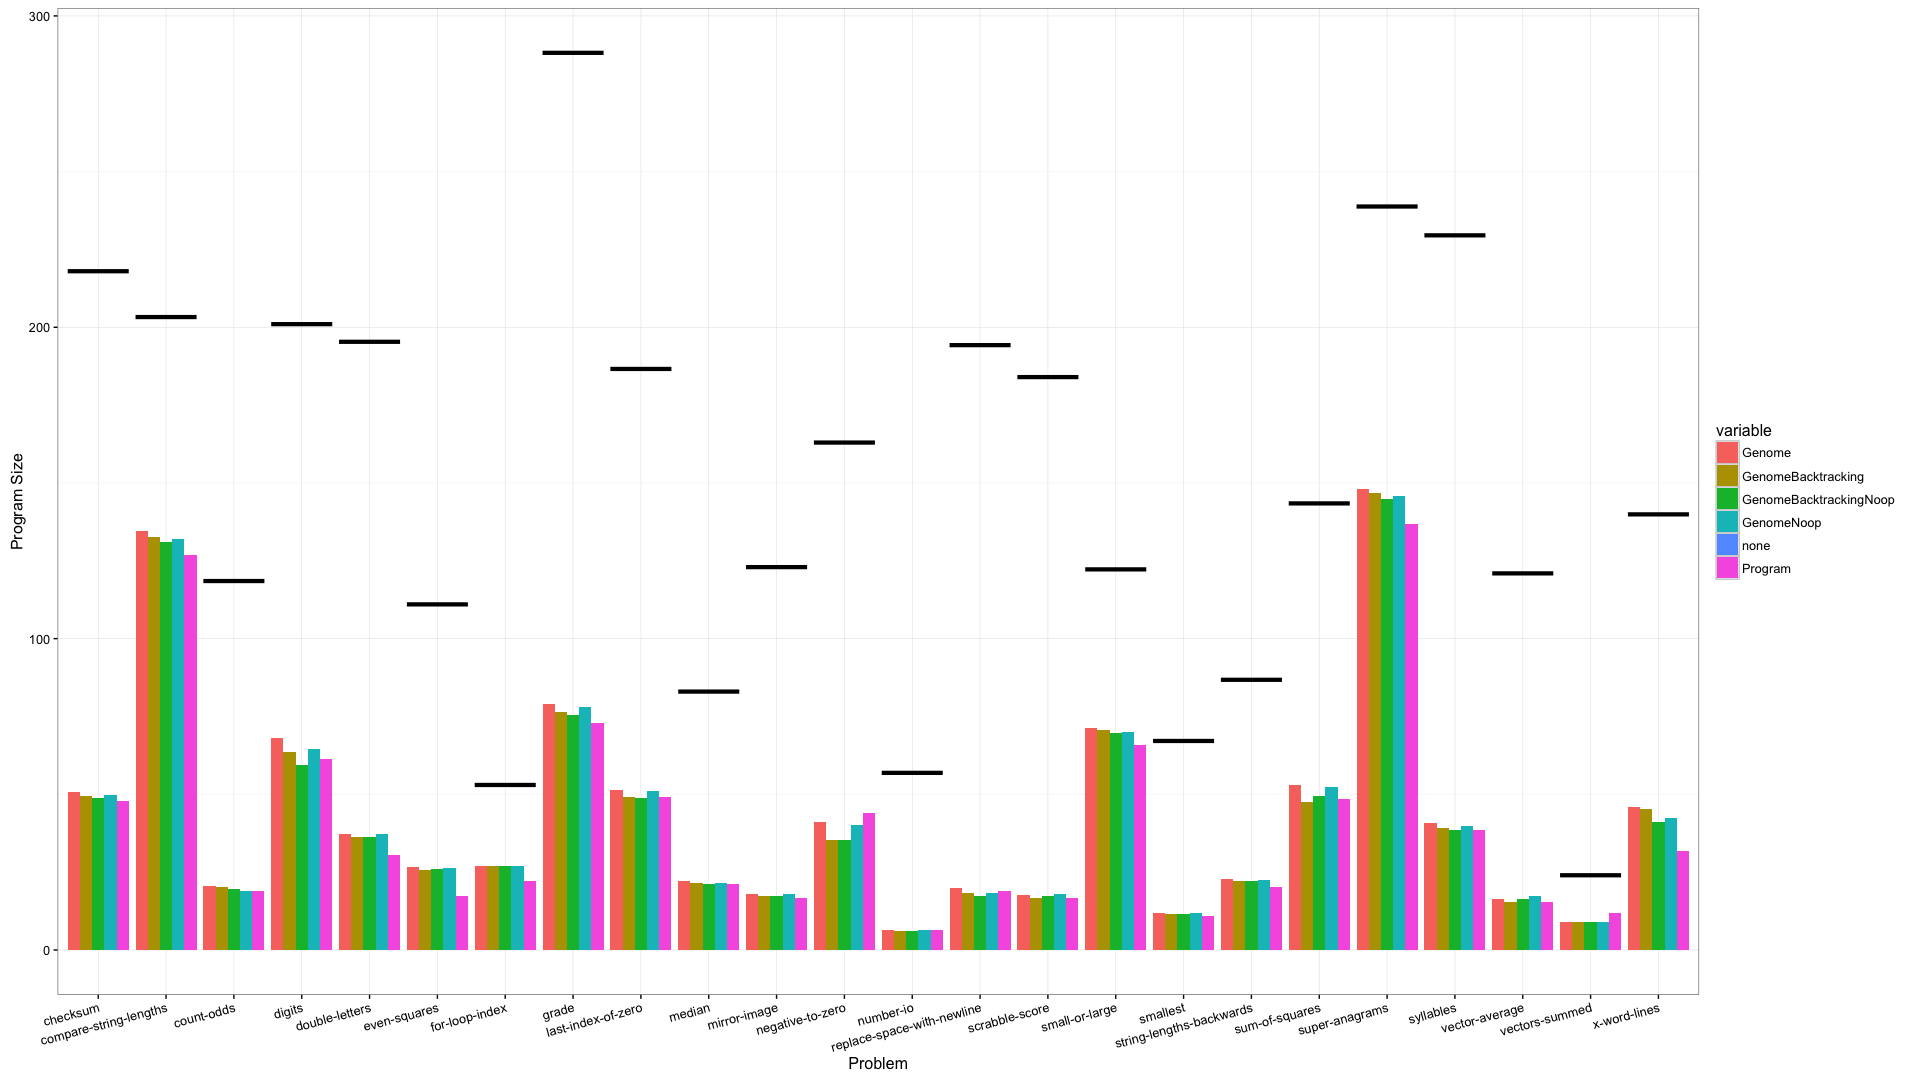 300
200
100
0
Program Size
checksum
compare-string-lengths
count-odds
digits
double-letters
even-squares
for-loop-index
grade
last-index-of-zero
median
mirror-image
negative-to-zero
number-io
replace-space-with-newline
scrabble-score
small-or-large
smallest
string-lengths-backwards
sum-of-squares
super-anagrams
syllables
vector-average
vectors-summed
x-word-lines
Problem
variable
Genome
GenomeBacktracking
GenomeBacktrackingNoop
GenomeNoop
none
Program